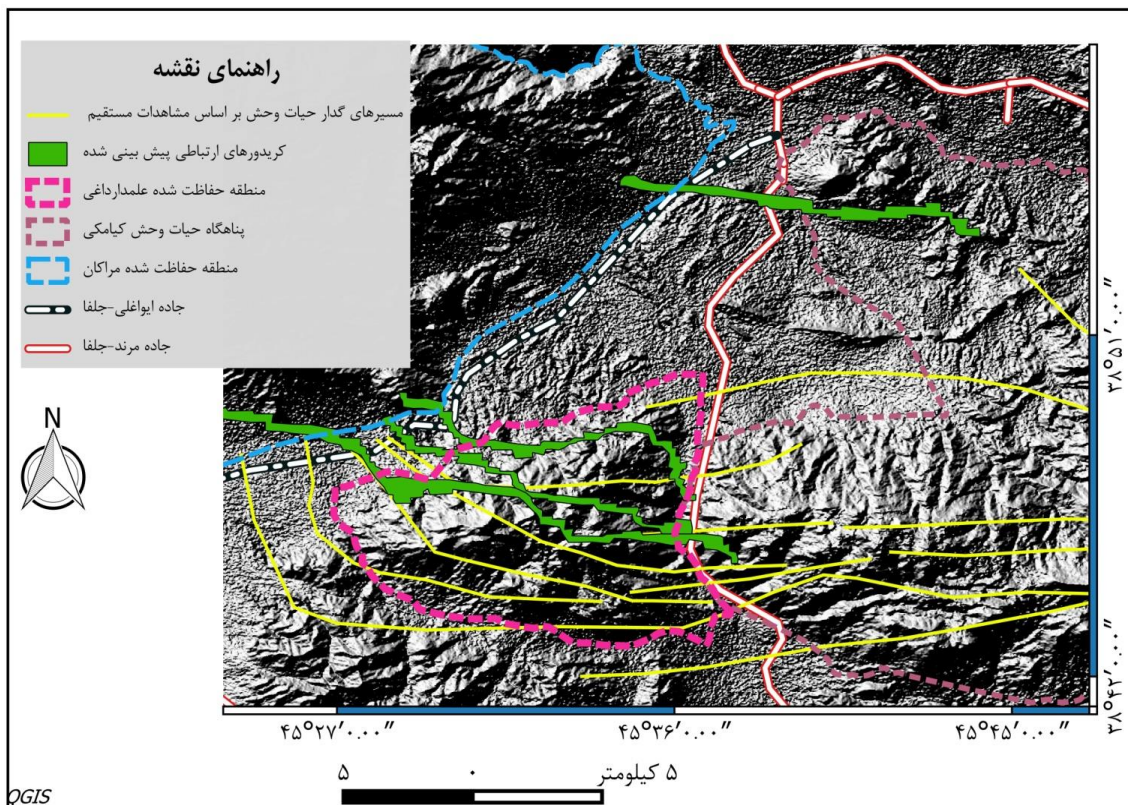 راهنمای نقشه
مسیرهای گدار حیات وحش بر اساس مشاهدات مستقیم
کریدورهای ارتباطی پیش بینی شده
منطقه حفاظت شده علمدارداغی
پناهگاه حیات وحش کیامکی
منطقه حفاظت شده مراکان
جاده ایواغلی-جلفا
جاده مرند-جلفا
N
۳۸°۵۱′۰.۰۰″
۳۸°۴۲′۰.۰۰″
۴۵°۲۷′۰.۰۰″
۴۵°۳۶′۰.۰۰″
۴۵°۴۵′۰.۰۰″
۵ ۰ ۵ کیلومتر
QGIS